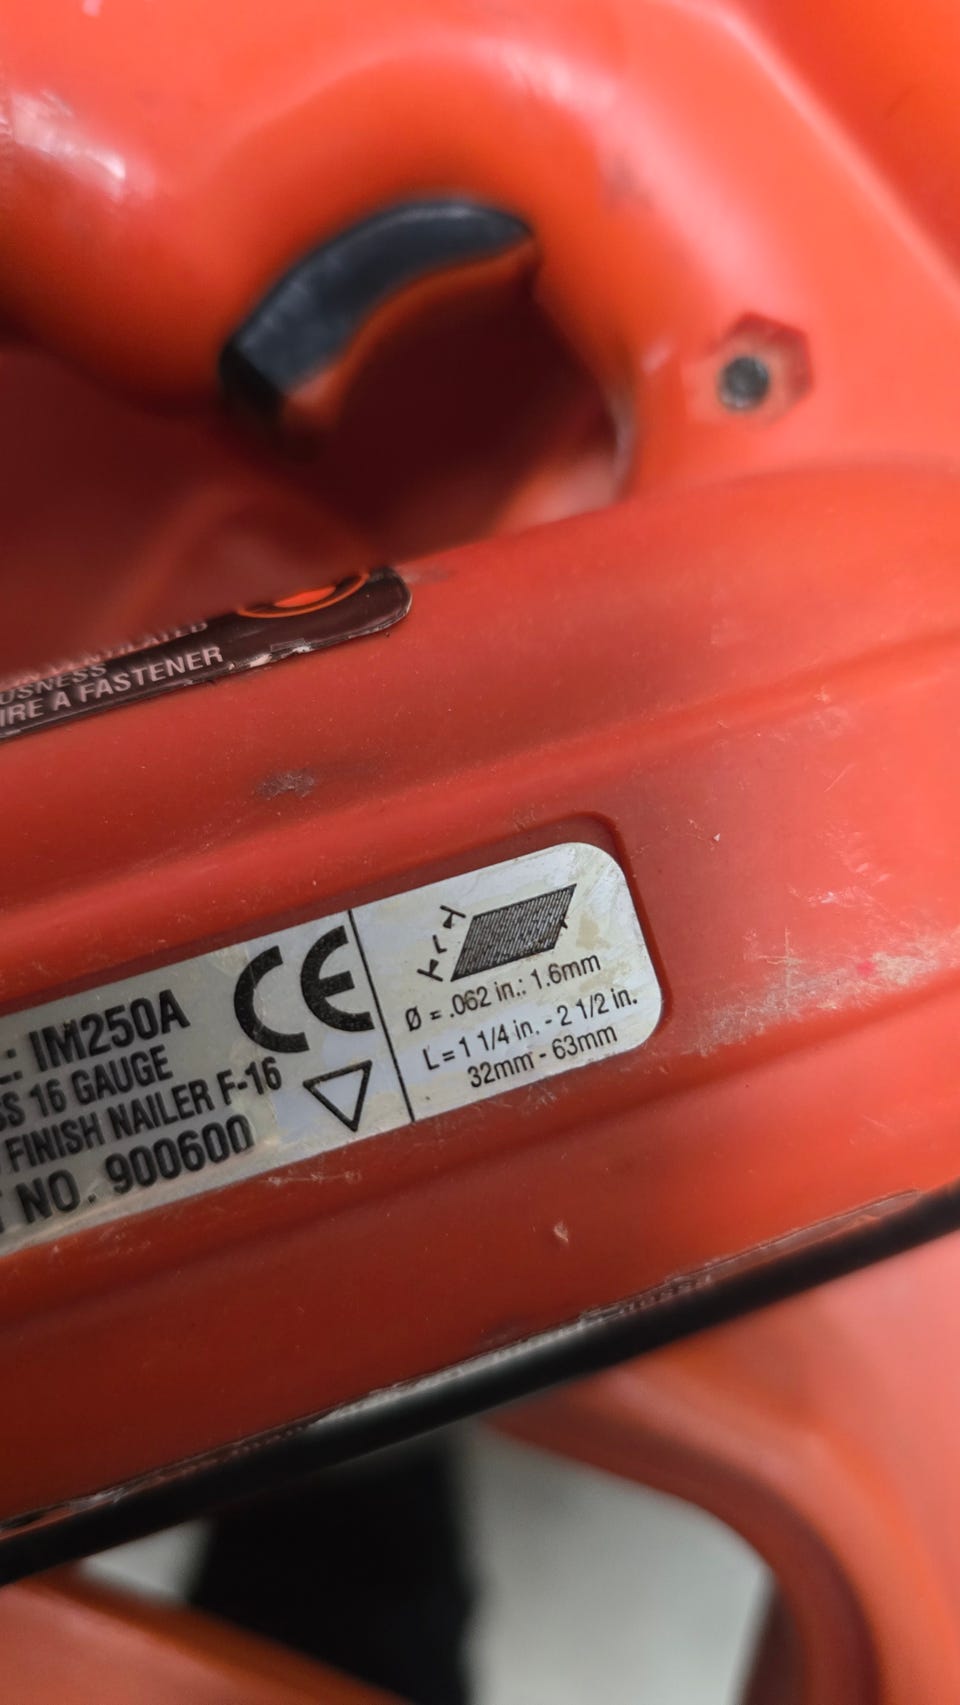 USNESS
IRE A FASTENER
: IM250A
SS 16 GAUGE
FINISH NAILER F-16
NO. 900600
CE
L
Ø = .062 in.: 1.6mm
L = 1 1/4 in. - 2 1/2 in.
32mm - 63mm